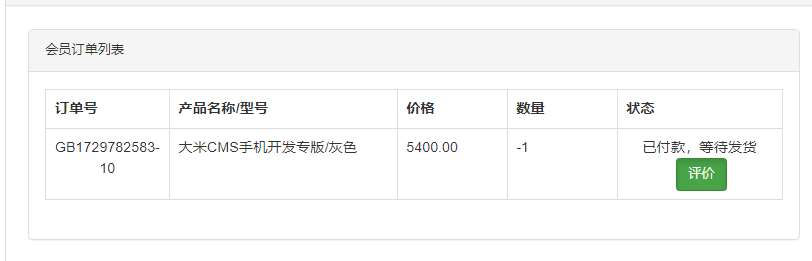 会员订单列表
订单号 产品名称/型号 价格 数量 状态
GB1729782583- 大米CMS手机开发专版/灰色 5400.00 -1 已付款，等待发货
10 评价